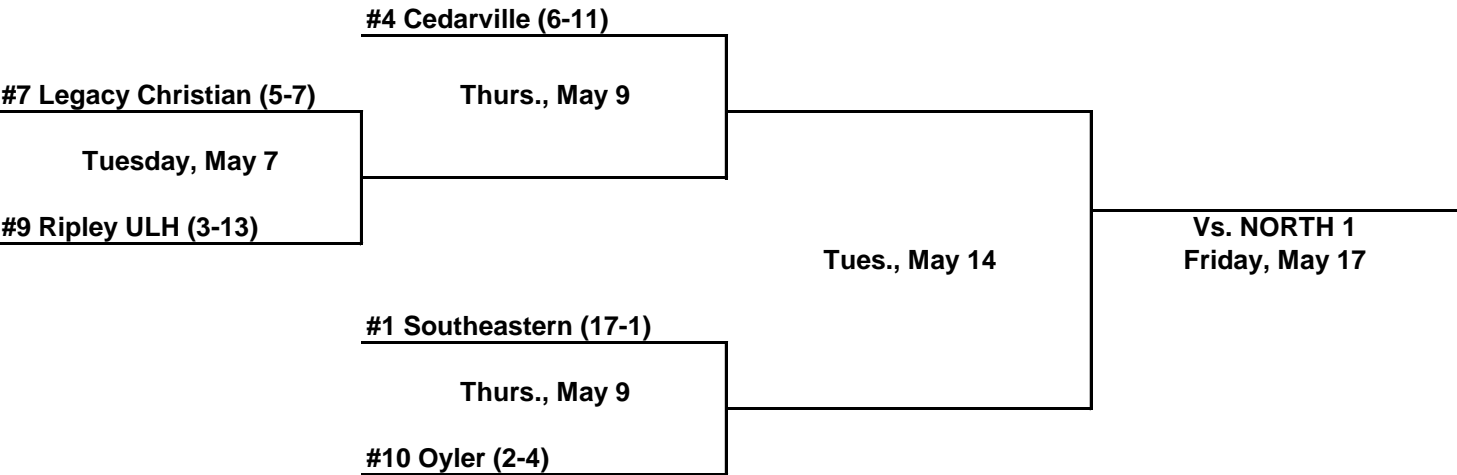 #4 Cedarville (6-11)
#7 Legacy Christian (5-7)
Thurs., May 9
Tuesday, May 7
#9 Ripley ULH (3-13)
Vs. NORTH 1
Tues., May 14
Friday, May 17
#1 Southeastern (17-1)
Thurs., May 9
#10 Oyler (2-4)